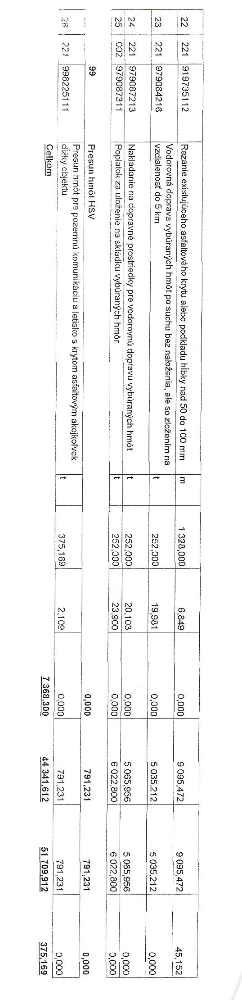 22 221 919735112 Rezanie existujúceho asfaltového krytu alebo podkladu hĺbky nad 50 do 100 mm m 1 328,000 6,849 0,000 9 095,472 9 095,472 45,152
Vodorovná doprava vybúraných hmôt po suchu bez naloženia, ale so zložením na
23 221 979084216 vzdialenosť do 5 km t 252,000 19,981 0,000 5 035,212 5 035,212 0,000
24 221 979087213 Nakladanie na dopravné prostriedky pre vodorovnú dopravu vybúraných hmôt t 252,000 20,103 0,000 5 065,956 5 065,956 0,000
25 002 979087311 Poplatok za uloženie na skládku vybúraných hmôr t 252,000 23,900 0,000 6 022,800 6 022,800 0,000
99 Presun hmôt HSV 0,000 791,231 791,231 0,000
Presun hmôt pre pozemnú komunikáciu a letisko s krytom asfaltovým akejkoľvek
26 221 998225111 dĺžky objektu t 375,169 2,109 0,000 791,231 791,231 0,000
Celkom 7 368,300 44 341,612 51 709,912 375,169